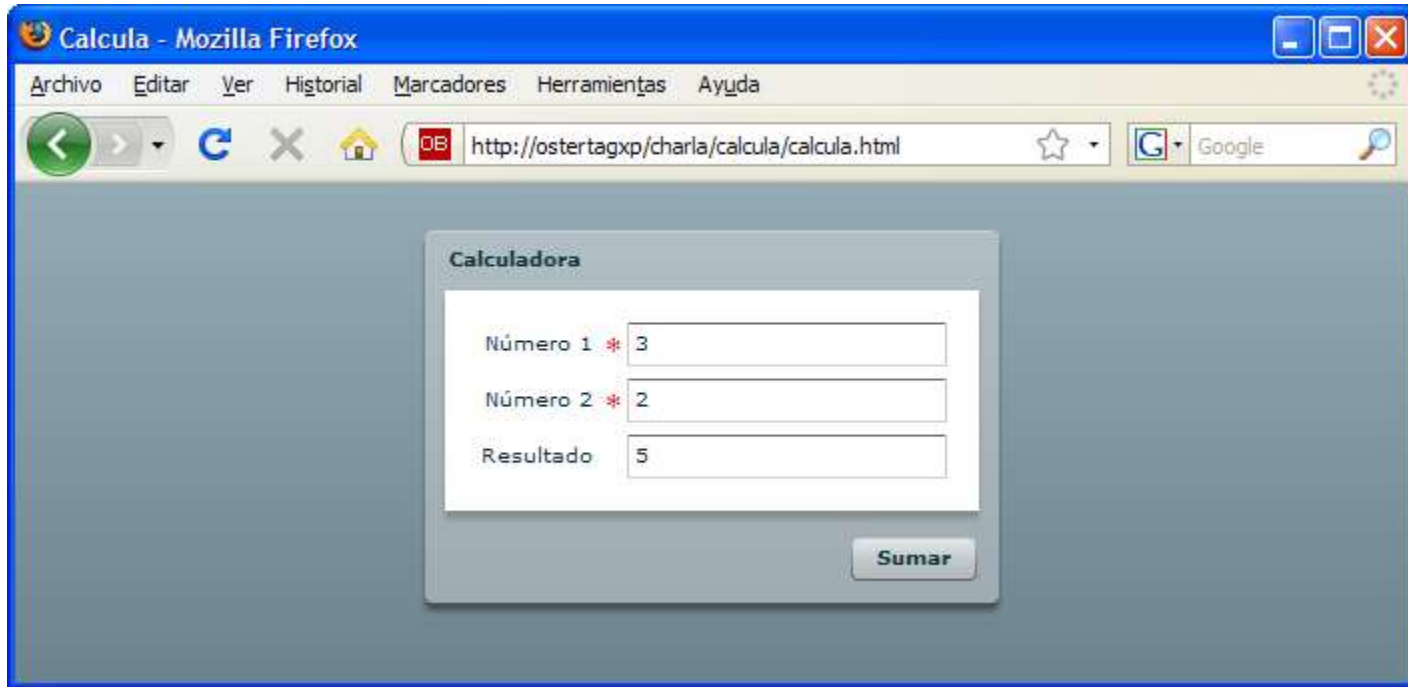 Calcula - Mozilla Firefox
Archivo Editar Ver Historial Marcadores Herramientas Ayuda
OB http://ostertagxp/charla/calcula/calcula.html G Google
Calculadora
Número 1 * 3
Número 2 * 2
Resultado 5
Sumar